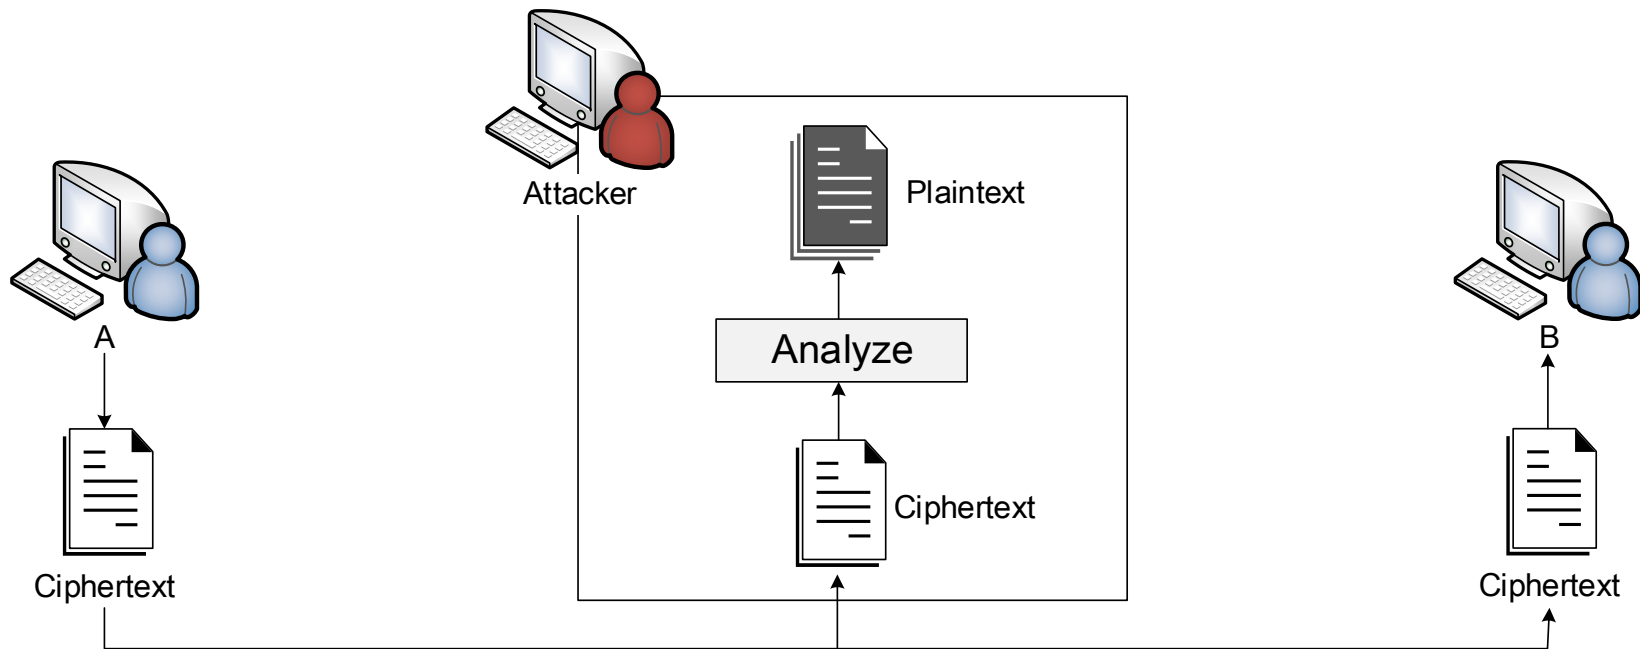 Attacker
Plaintext
A
Analyze
B
Ciphertext
Ciphertext
Ciphertext